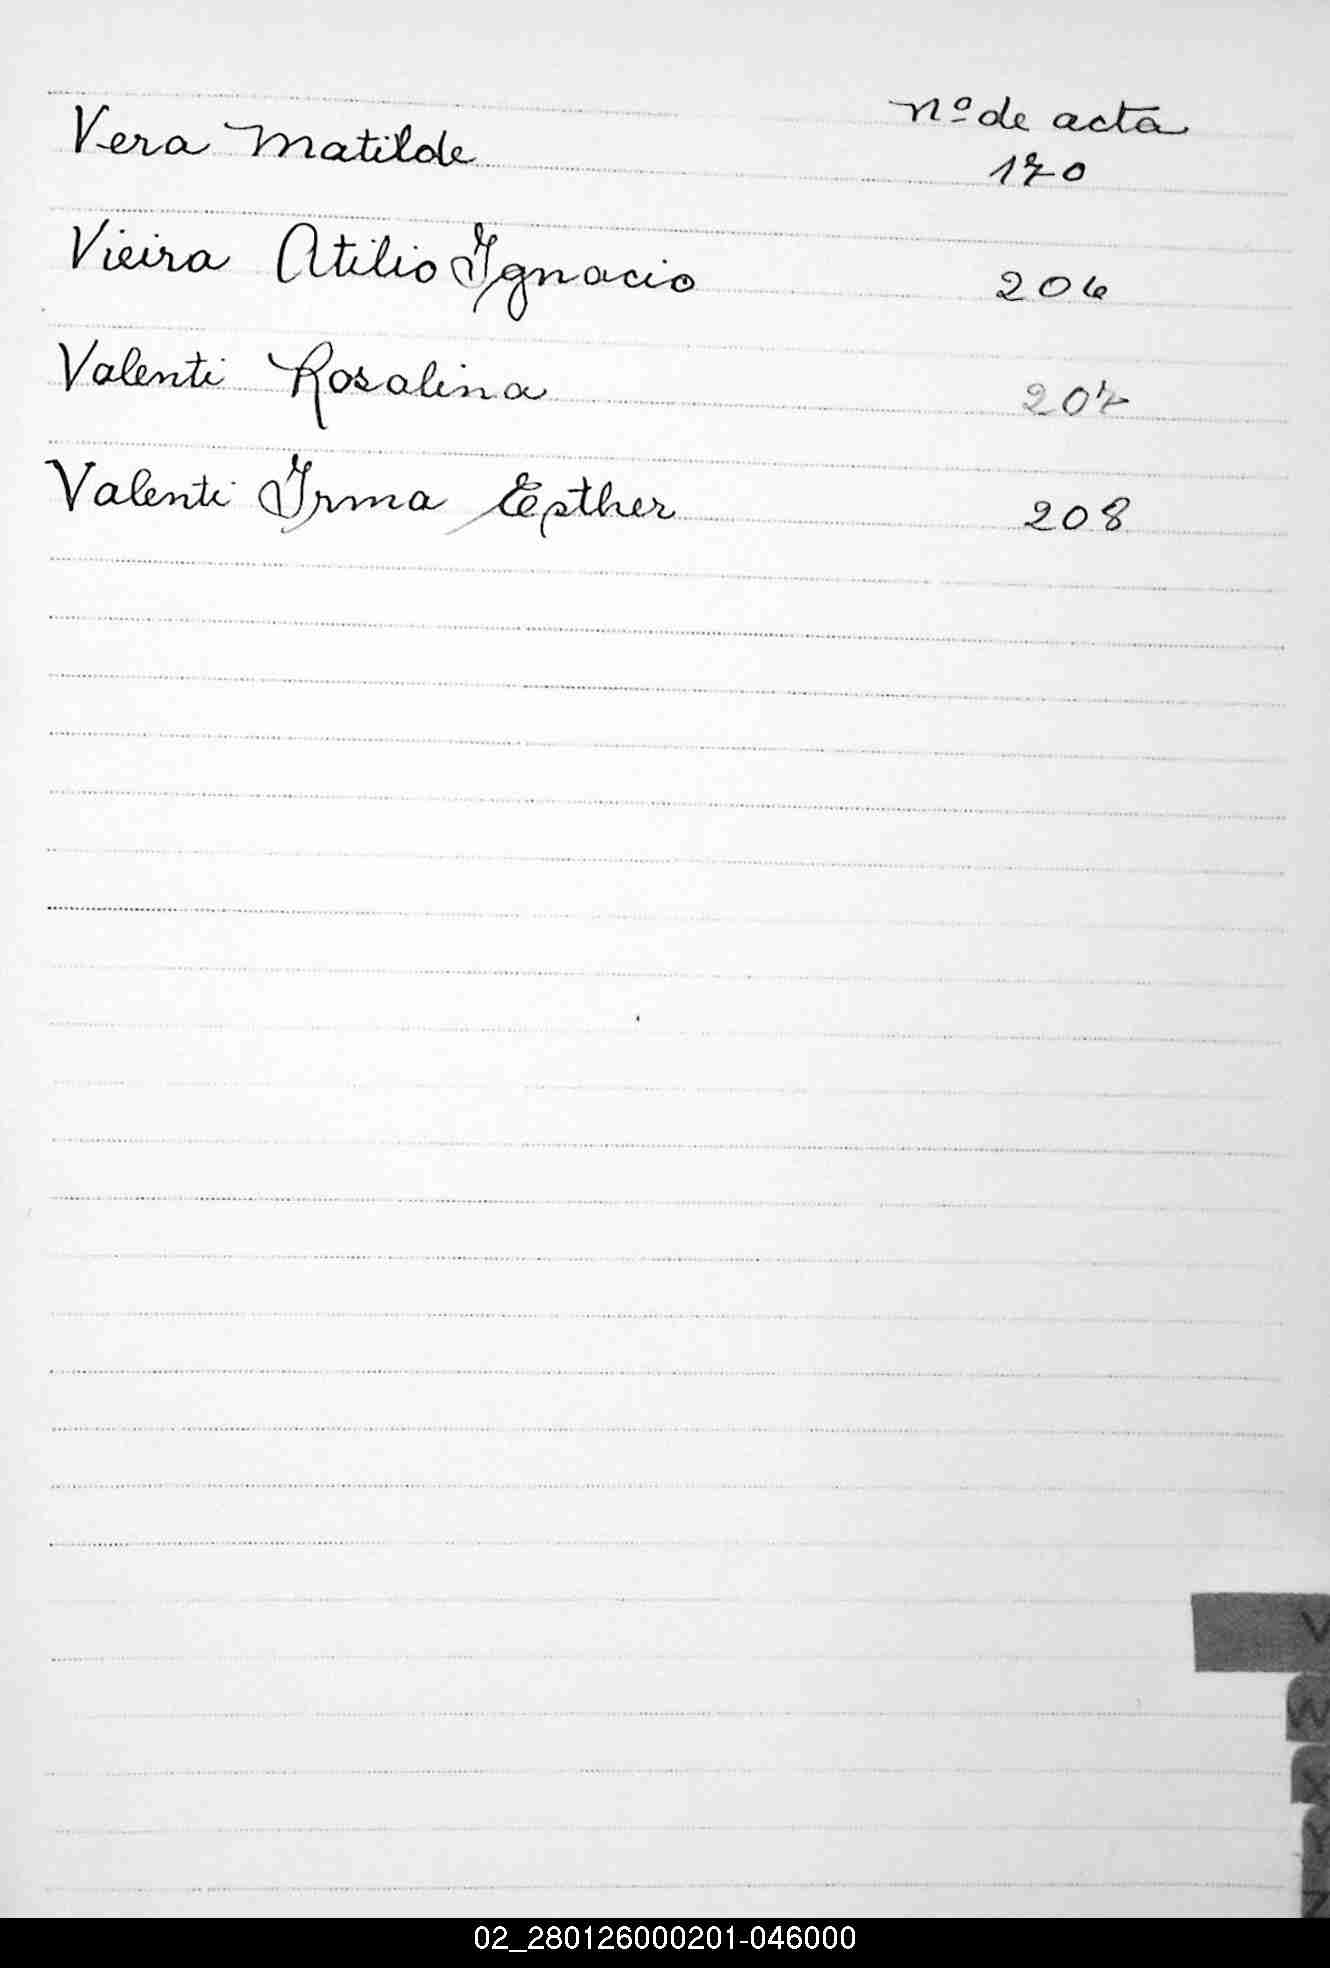 nº de acta
Vera Matilde 170
Vieira Atilio Ignacio 206
Valenti Rosalina 207
Valenti Irma Esther 208
V
W
X
Y
Z
02_280126000201-046000